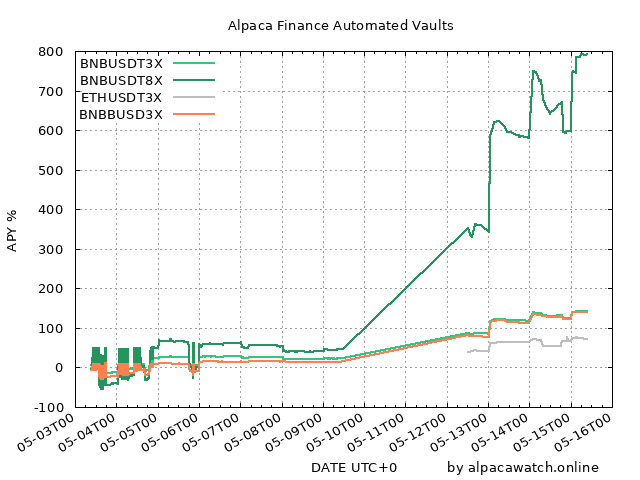 Alpaca Finance Automated Vaults
APY %
800
700
600
500
400
300
200
100
0
-100
BNBUSDT3X
BNBUSDT8X
ETHUSDT3X
BNBBUSD3X
05-03T00
05-04T00
05-05T00
05-06T00
05-07T00
05-08T00
05-09T00
05-10T00
05-11T00
05-12T00
05-13T00
05-14T00
05-15T00
05-16T00
DATE UTC+0
by alpacawatch.online